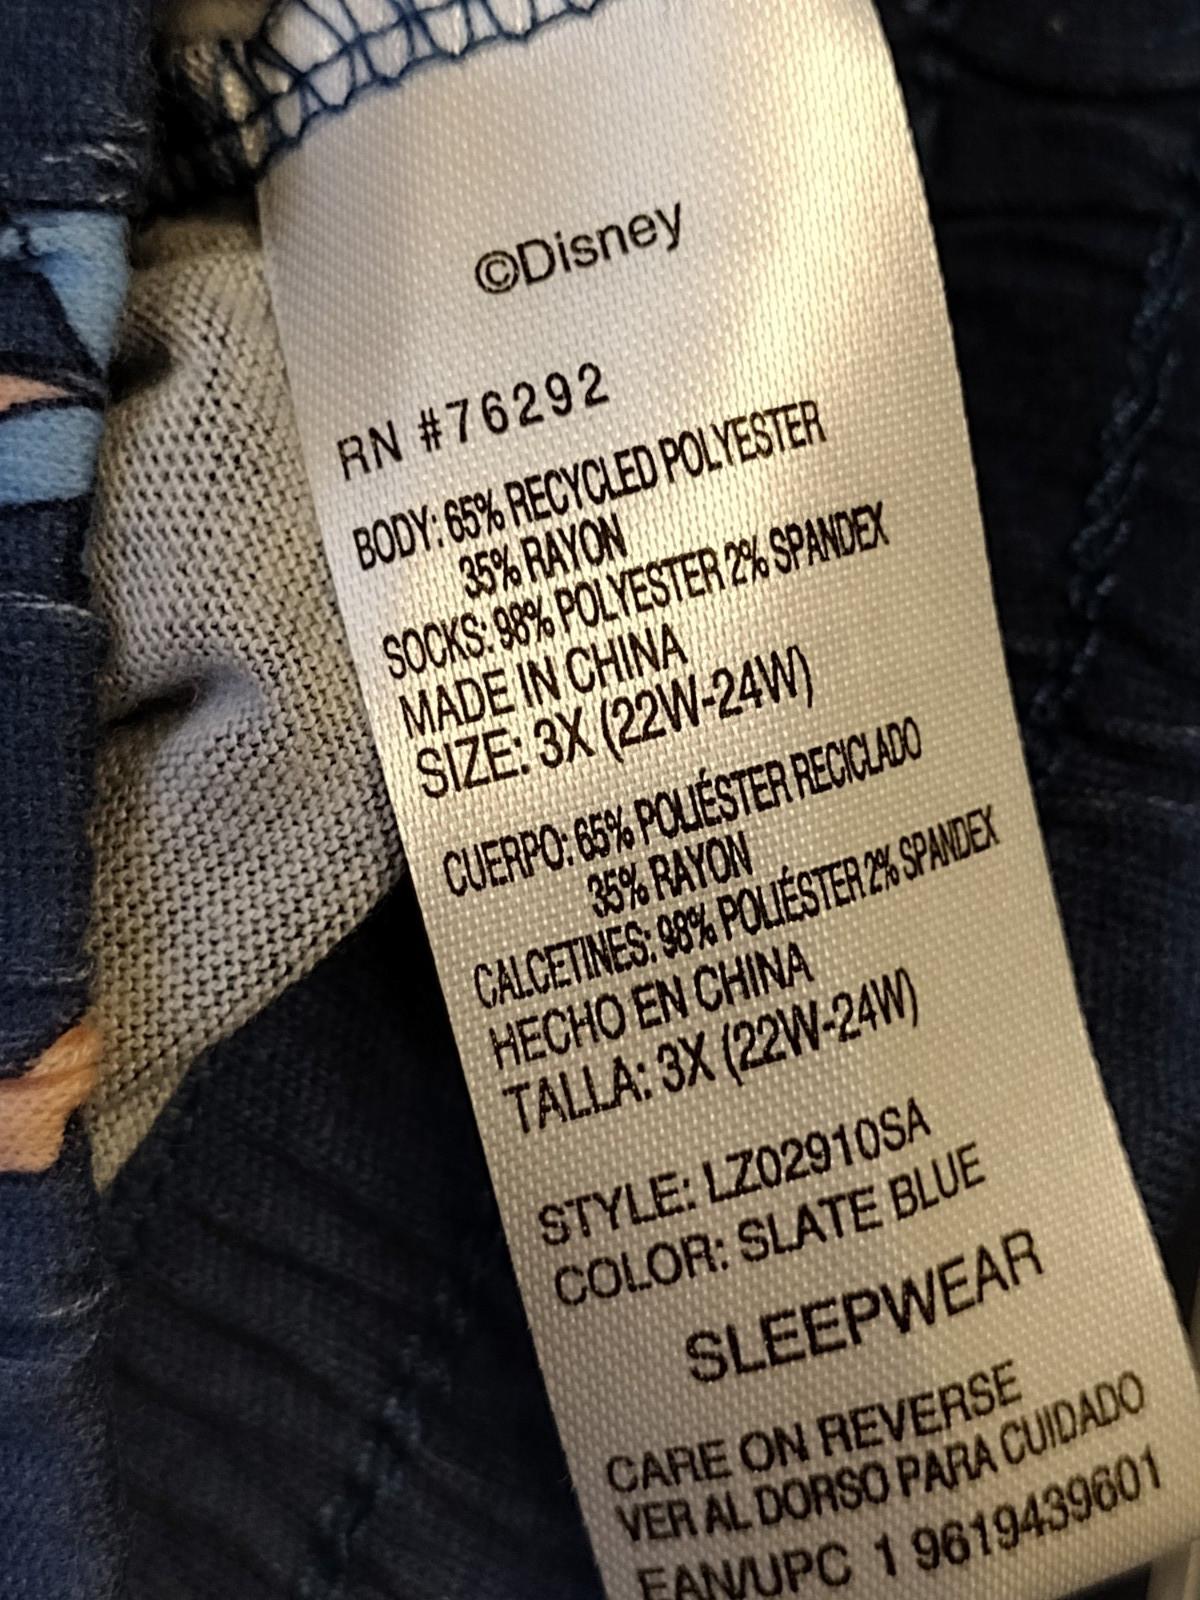 ©Disney
RN #76292
BODY: 65% RECYCLED POLYESTER
35% RAYON
SOCKS: 98% POLYESTER 2% SPANDEX
MADE IN CHINA
SIZE: 3X (22W-24W)
CUERPO: 65% POLIÉSTER RECICLADO
35% RAYON
CALCETINES: 98% POLIÉSTER 2% SPANDEX
HECHO EN CHINA
TALLA: 3X (22W-24W)
STYLE: LZ02910SA
COLOR: SLATE BLUE
SLEEPWEAR
CARE ON REVERSE
VER AL DORSO PARA CUIDADO
EAN/UPC 1 9619439601